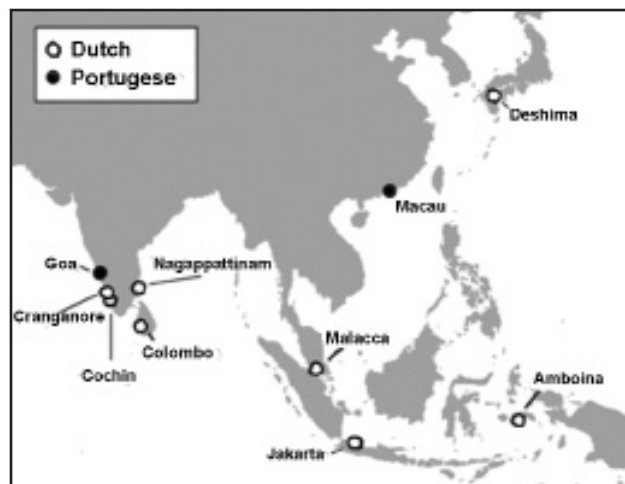 Dutch
Portugese
Deshima
Macau
Goa
Nagappattinam
Cranganore
Colombo
Cochin
Malacca
Amboina
Jakarta